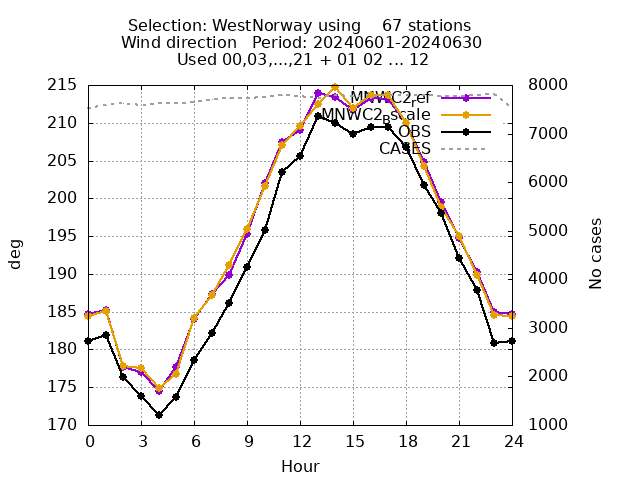 Selection: WestNorway using    67 stations
Wind direction   Period: 20240601-20240630
Used 00,03,...,21 + 01 02 ... 12
215 8000
210 7000
205 6000
200 5000
195
190 4000
185 3000
180
175 2000
170 1000
deg
No cases
MNWC2_ref
MNWC2_Bscale
OBS
CASES
0 3 6 9 12 15 18 21 24
Hour